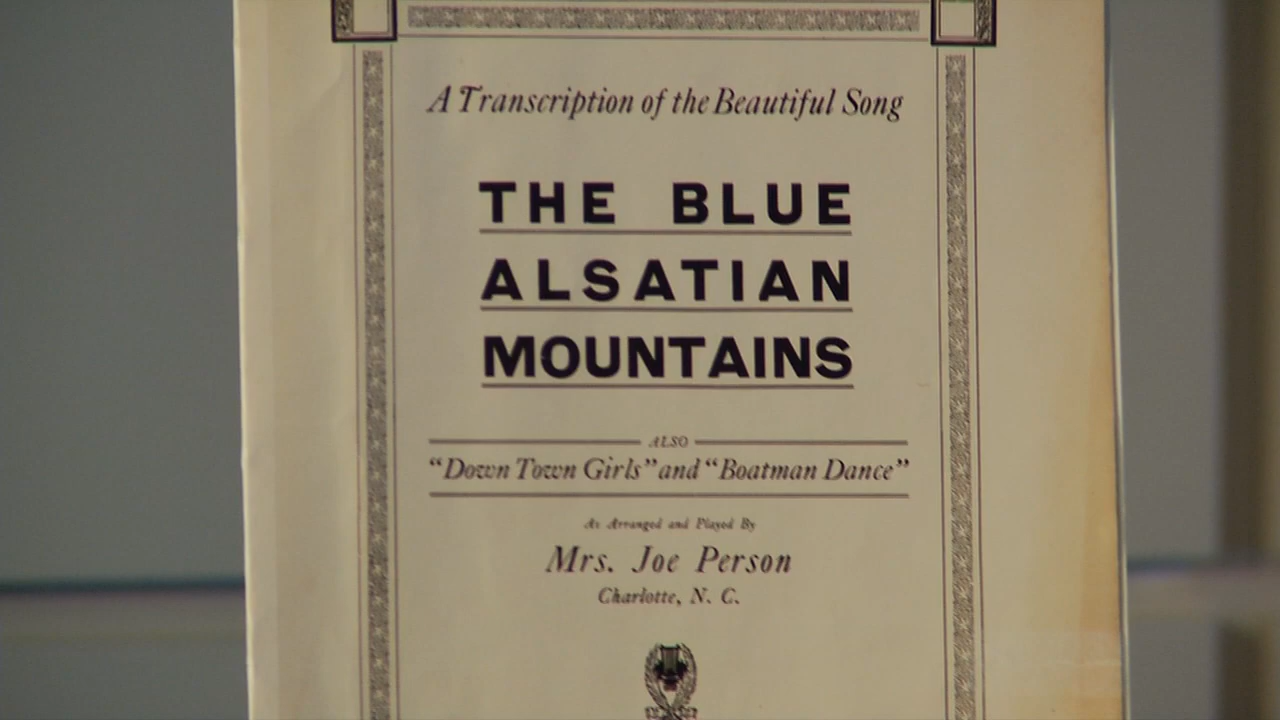 A Transcription of the Beautiful Song
THE BLUE
ALSATIAN
MOUNTAINS
ALSO
"Down Town Girls" and "Boatman Dance"
As Arranged and Played By
Mrs. Joe Person
Charlotte, N. C.